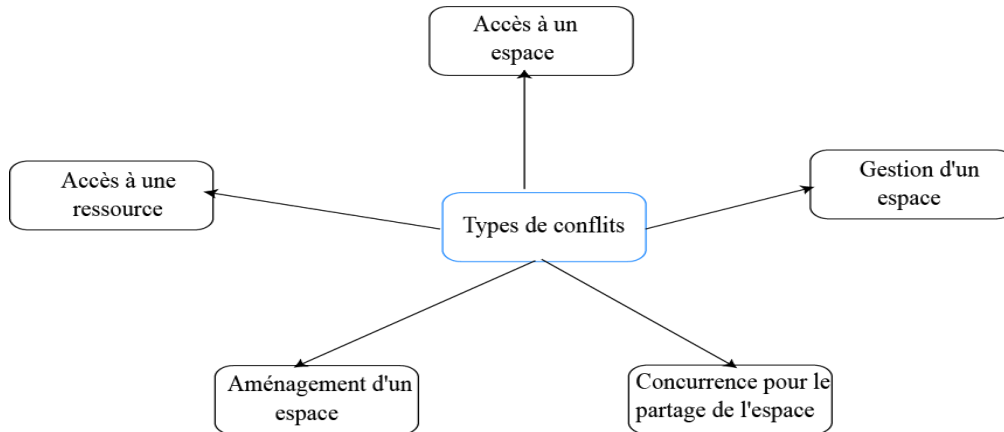 Accès à un
espace
Accès à une
ressource
Gestion d'un
espace
Types de conflits
Aménagement d'un
espace
Concurrence pour le
partage de l'espace